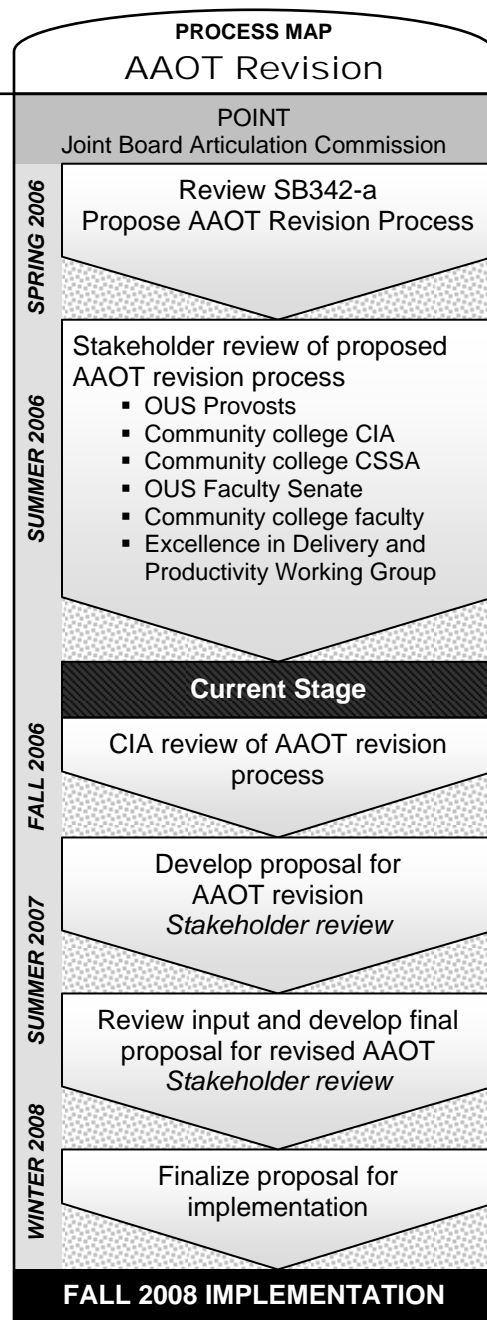 PROCESS MAP
AAOT Revision
POINT
Joint Board Articulation Commission
SPRING 2006
Review SB342-a
Propose AAOT Revision Process
SUMMER 2006
Stakeholder review of proposed
AAOT revision process
▪ OUS Provosts
▪ Community college CIA
▪ Community college CSSA
▪ OUS Faculty Senate
▪ Community college faculty
▪ Excellence in Delivery and
Productivity Working Group
Current Stage
FALL 2006
CIA review of AAOT revision
process
SUMMER 2007
Develop proposal for
AAOT revision
Stakeholder review
Review input and develop final
proposal for revised AAOT
Stakeholder review
WINTER 2008
Finalize proposal for
implementation
FALL 2008 IMPLEMENTATION